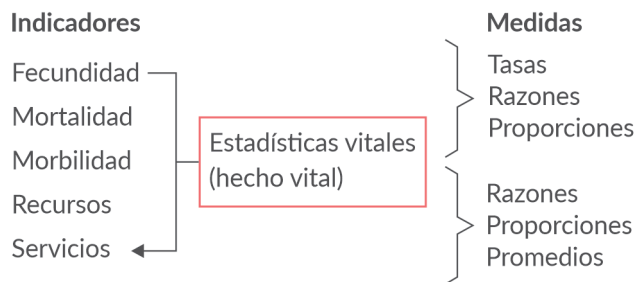 Indicadores
Fecundidad
Mortalidad
Morbilidad
Recursos
Servicios
Estadísticas vitales
(hecho vital)
Medidas
Tasas
Razones
Proporciones
Razones
Proporciones
Promedios